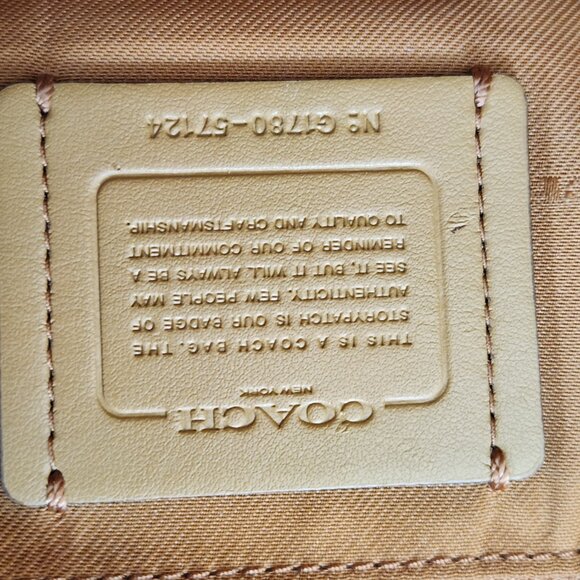 COACH
NEW YORK
THIS IS A COACH BAG. THE
STORYPATCH IS OUR BADGE OF
AUTHENTICITY. FEW PEOPLE MAY
SEE IT, BUT IT WILL ALWAYS BE A
REMINDER OF OUR COMMITMENT
TO QUALITY AND CRAFTSMANSHIP.
Nº G1780-57124